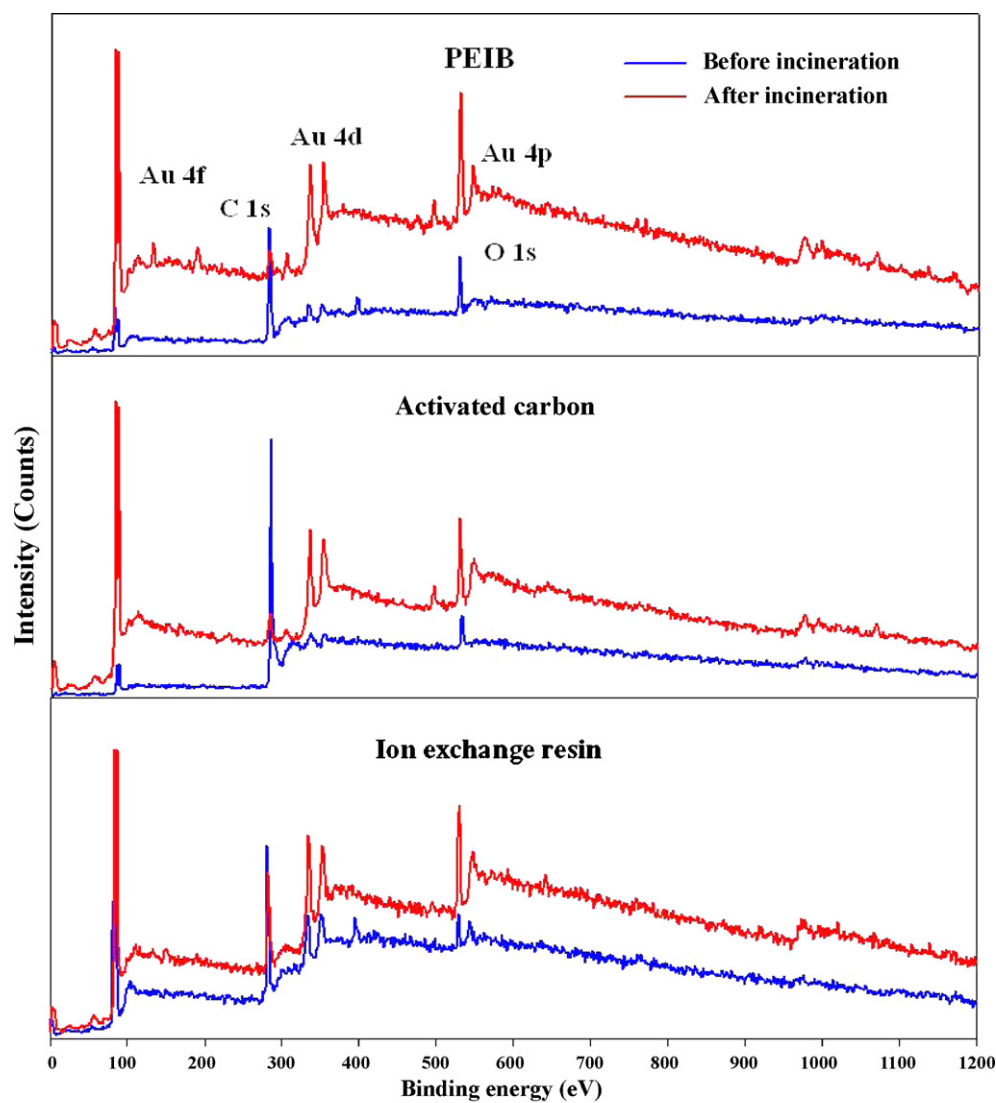 PEIB
Before incineration
After incineration
Au 4f
C 1s
Au 4d
Au 4p
O 1s
Activated carbon
Ion exchange resin
Intensity (Counts)
0 100 200 300 400 500 600 700 800 900 1000 1100 1200
Binding energy (eV)